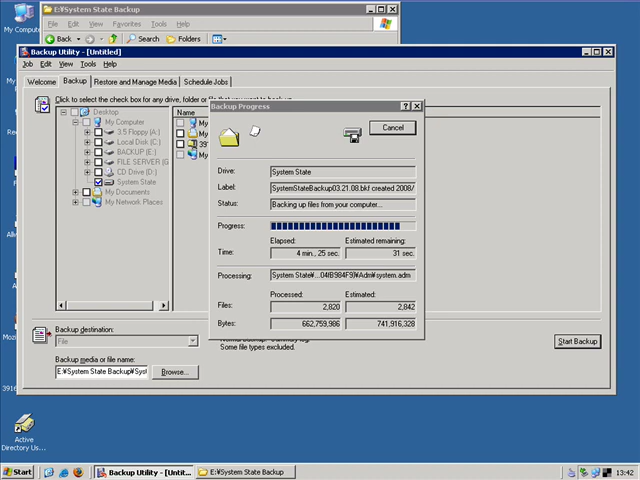 E:¥System State Backup
File Edit View Favorites Tools Help
Back Search Folders
My Compute
Backup Utility - [Untitled]
Job Edit View Tools Help
Welcome Backup Restore and Manage Media Schedule Jobs
Click to select the check box for any drive, folder or
Desktop
My Computer
3.5 Floppy (A:)
Local Disk (C:)
BACKUP (E:)
FILE SERVER (G
CD Drive (D:)
System State
My Documents
My Network Places
Name
My
My
391
My
Backup Progress
Cancel
Drive: System State
Label: SystemStateBackup03.21.08.bkf created 2008/
Status: Backing up files from your computer...
Progress:
Elapsed: Estimated remaining:
Time: 4 min., 25 sec. 31 sec.
Processing: System State¥...04fB984F9}¥Adm¥system.adm
Processed: Estimated:
Files: 2,820 2,842
Bytes: 662,759,986 741,916,328
Backup destination:
File
Backup media or file name:
E:¥System State Backup¥Syst
Browse...
Some file types excluded.
Start Backup
3916
Active
Directory Us...
Start
Backup Utility - [Untit...
E:¥System State Backup
13:42